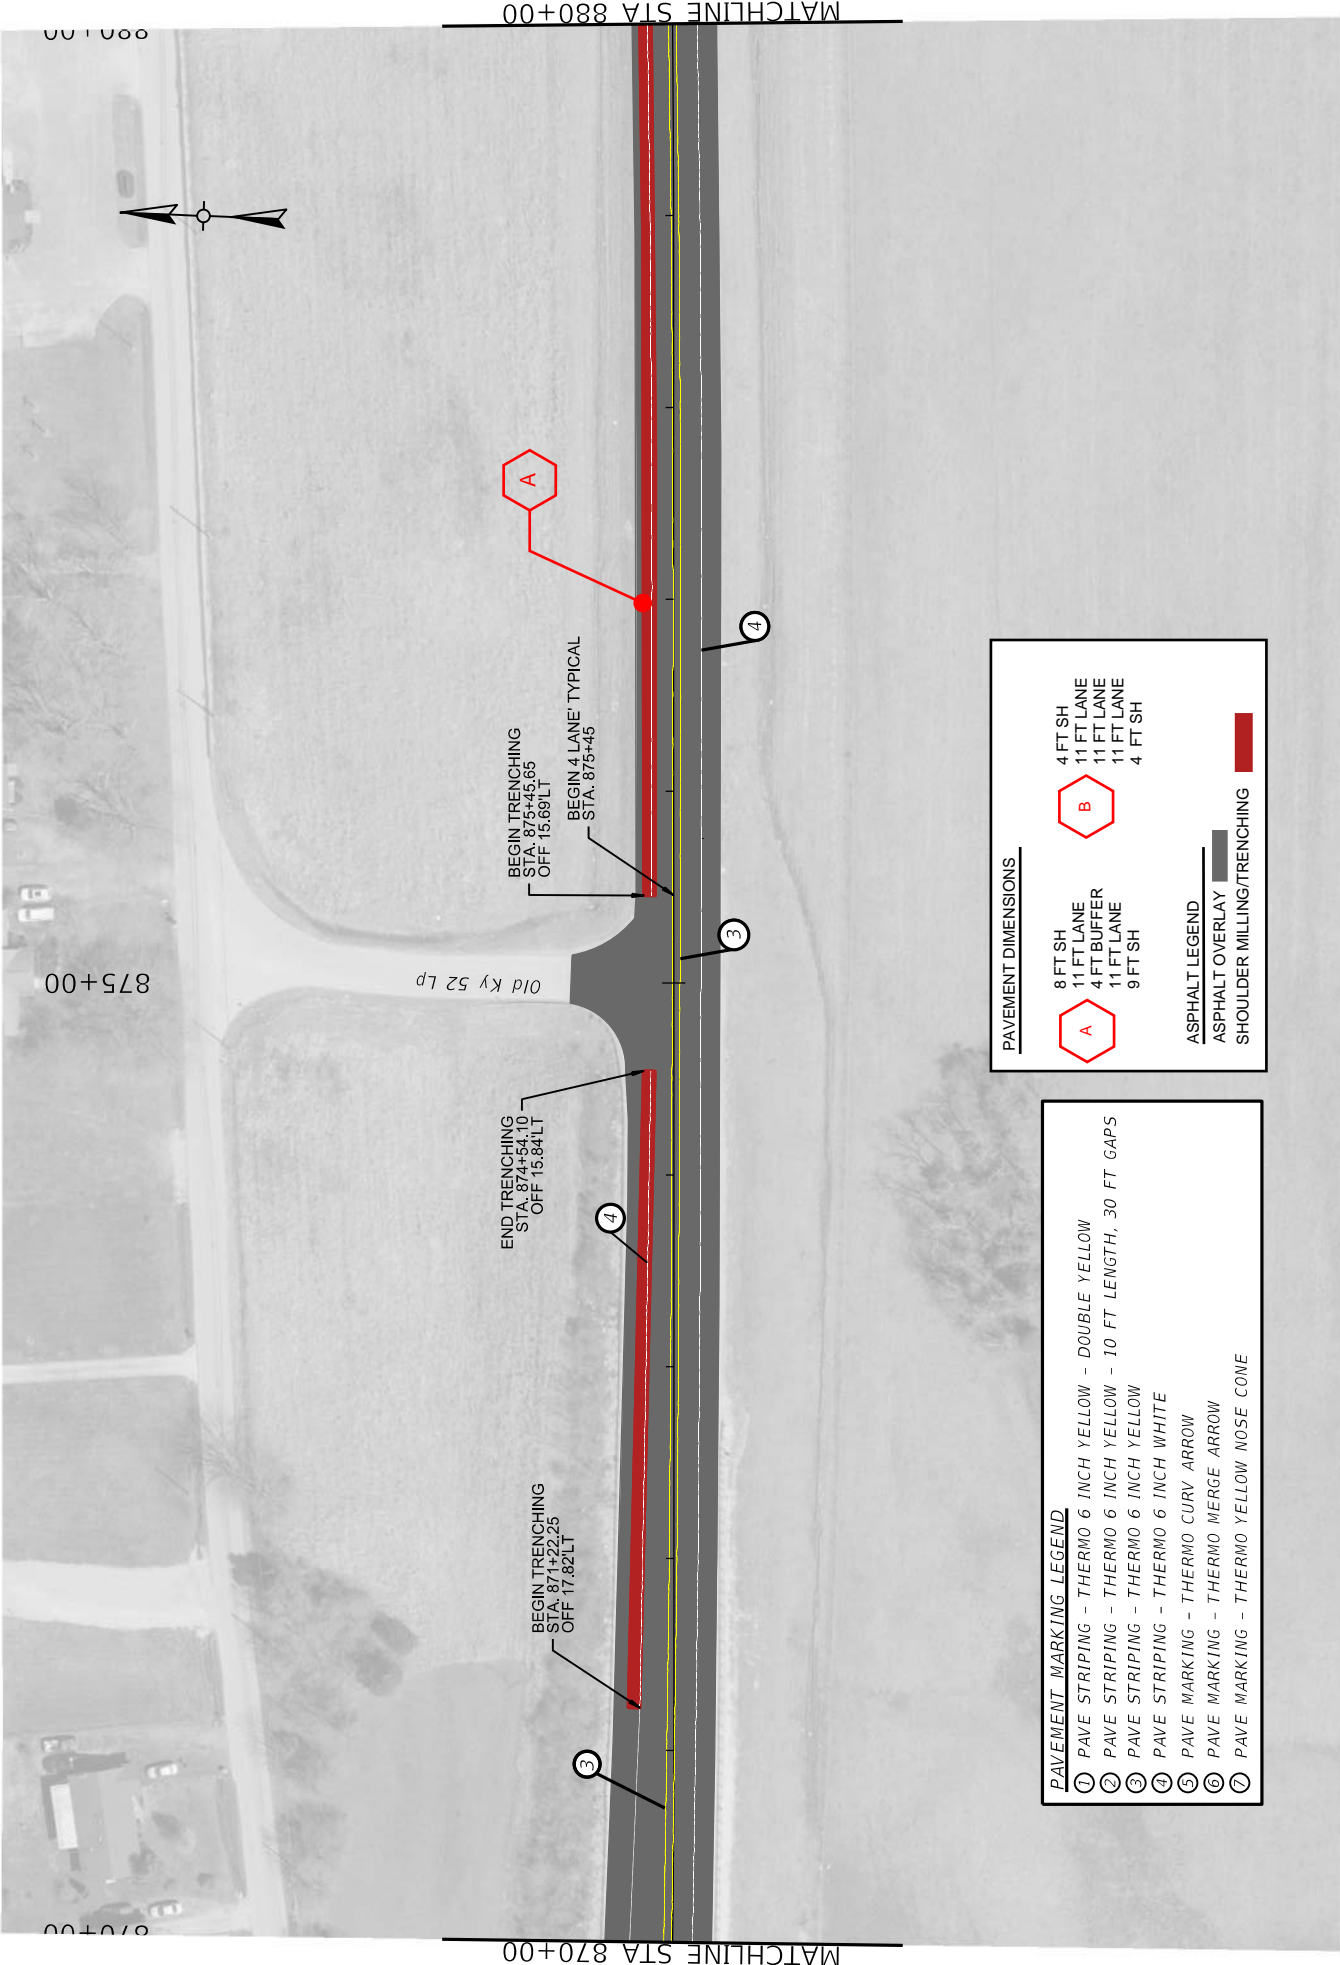 MATCHLINE STA 880+00
880+00
A
4
BEGIN TRENCHING
STA. 875+45.65
OFF 15.69'LT
BEGIN 4 LANE' TYPICAL
STA. 875+45
3
875+00
Old Ky 52 Lp
END TRENCHING
STA. 874+54.10
OFF 15.84'LT
4
BEGIN TRENCHING
STA. 871+22.25
OFF 17.82'LT
3
870+00
MATCHLINE STA 870+00
PAVEMENT DIMENSIONS
A
8 FT SH
11 FT LANE
4 FT BUFFER
11 FT LANE
9 FT SH
B
4 FT SH
11 FT LANE
11 FT LANE
11 FT LANE
4 FT SH
ASPHALT LEGEND
ASPHALT OVERLAY
SHOULDER MILLING/TRENCHING
PAVEMENT MARKING LEGEND
1 PAVE STRIPING - THERMO 6 INCH YELLOW - DOUBLE YELLOW
2 PAVE STRIPING - THERMO 6 INCH YELLOW - 10 FT LENGTH, 30 FT GAPS
3 PAVE STRIPING - THERMO 6 INCH YELLOW
4 PAVE STRIPING - THERMO 6 INCH WHITE
5 PAVE MARKING - THERMO CURV ARROW
6 PAVE MARKING - THERMO MERGE ARROW
7 PAVE MARKING - THERMO YELLOW NOSE CONE